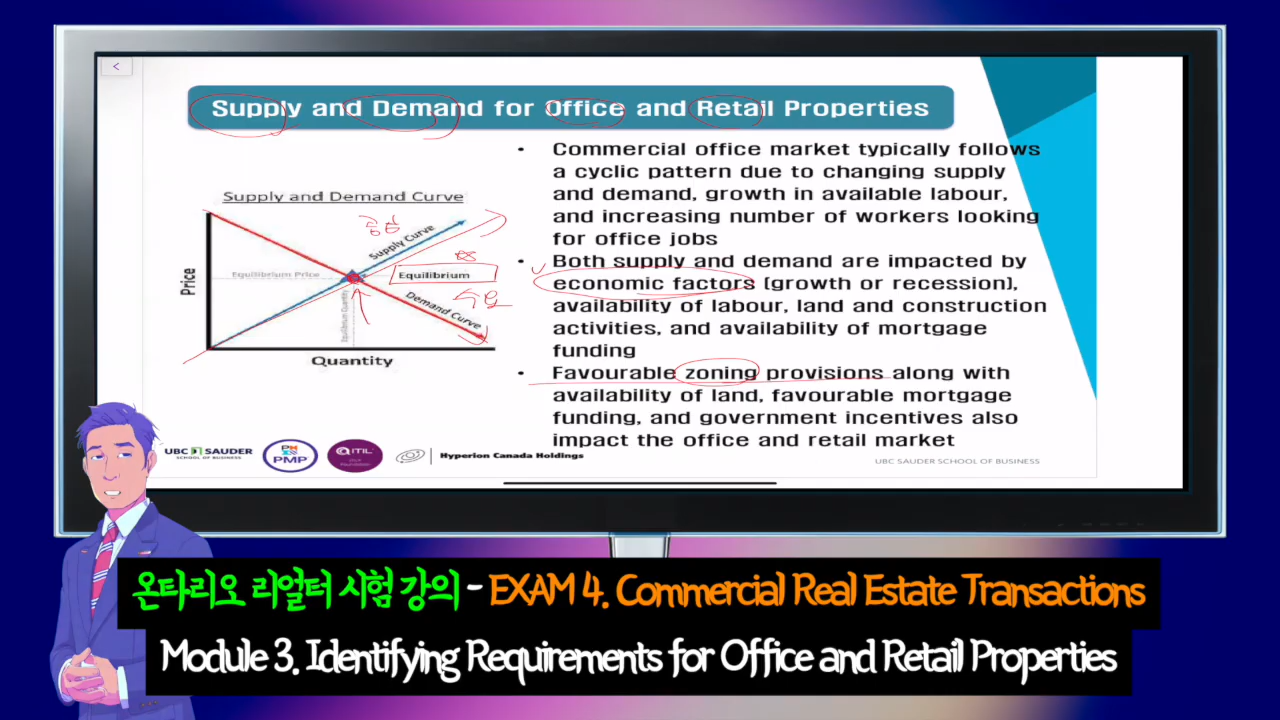 <
Supply and Demand for Office and Retail Properties
Supply and Demand Curve
Price
Equilibrium Price
Equilibrium Quantity
공급
Supply Curve
Equilibrium
Demand Curve
Quantity
• Commercial office market typically follows
a cyclic pattern due to changing supply
and demand, growth in available labour,
and increasing number of workers looking
for office jobs
• Both supply and demand are impacted by
economic factors (growth or recession),
availability of labour, land and construction
activities, and availability of mortgage
funding
• Favourable zoning provisions along with
availability of land, favourable mortgage
funding, and government incentives also
impact the office and retail market
UBC SAUDER
SCHOOL OF BUSINESS
PMP
ITIL
Hyperion Canada Holdings
UBC SAUDER SCHOOL OF BUSINESS
온타리오 리얼터 시험 강의 - EXAM 4. Commercial Real Estate Transactions
Module 3. Identifying Requirements for Office and Retail Properties